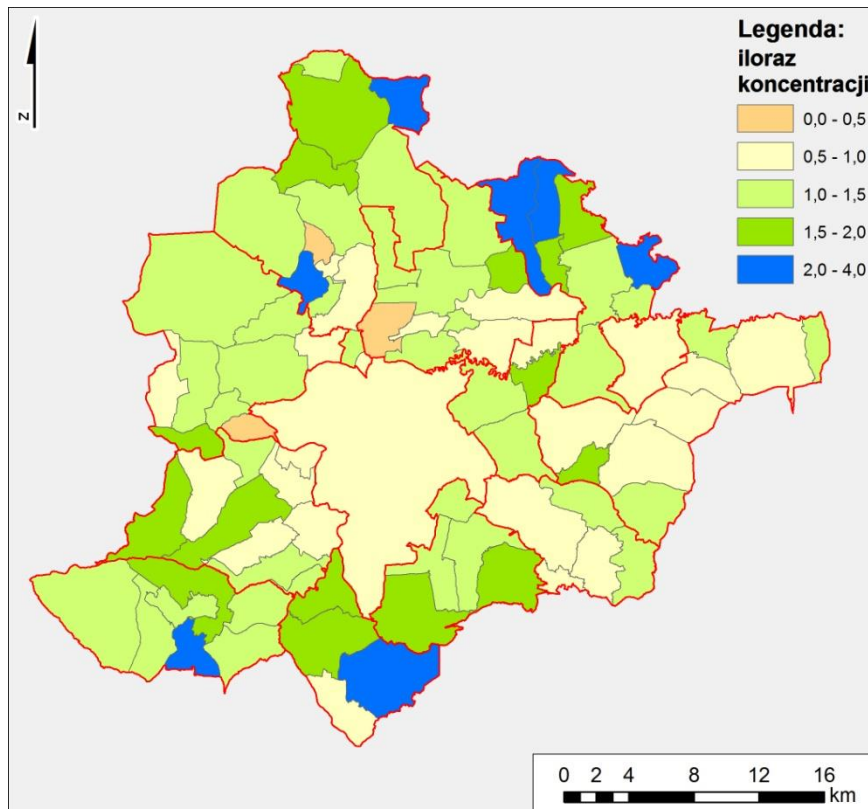 Legenda:
iloraz
koncentracji
0,0 - 0,5
0,5 - 1,0
1,0 - 1,5
1,5 - 2,0
2,0 - 4,0
N
0 2 4 8 12 16
km